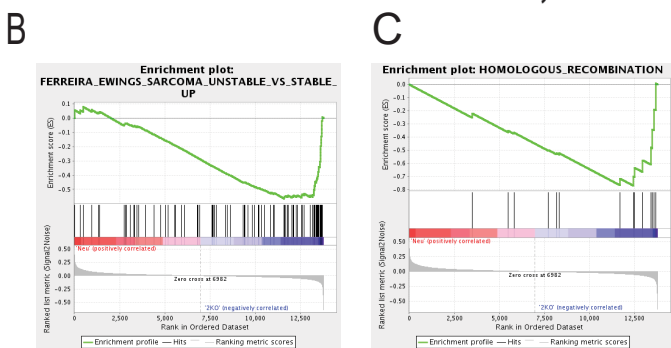 B
C
Enrichment plot:
FERREIRA_EWINGS_SARCOMA_UNSTABLE_VS_STABLE_
UP
Enrichment score (ES)
0.1
0.0
-0.1
-0.2
-0.3
-0.4
-0.5
'Neu' (positively correlated)
Zero cross at 6982
'2KO' (negatively correlated)
Ranked list metric (Signal2Noise)
0.50
0.25
0.00
-0.25
-0.50
0 2,500 5,000 7,500 10,000 12,500
Rank in Ordered Dataset
Enrichment profile Hits Ranking metric scores
Enrichment plot: HOMOLOGOUS_RECOMBINATION
Enrichment score (ES)
0.0
-0.1
-0.2
-0.3
-0.4
-0.5
-0.6
-0.7
-0.8
'Neu' (positively correlated)
Zero cross at 6982
'2KO' (negatively correlated)
Ranked list metric (Signal2Noise)
0.50
0.25
0.00
-0.25
-0.50
0 2,500 5,000 7,500 10,000 12,500
Rank in Ordered Dataset
Enrichment profile Hits Ranking metric scores